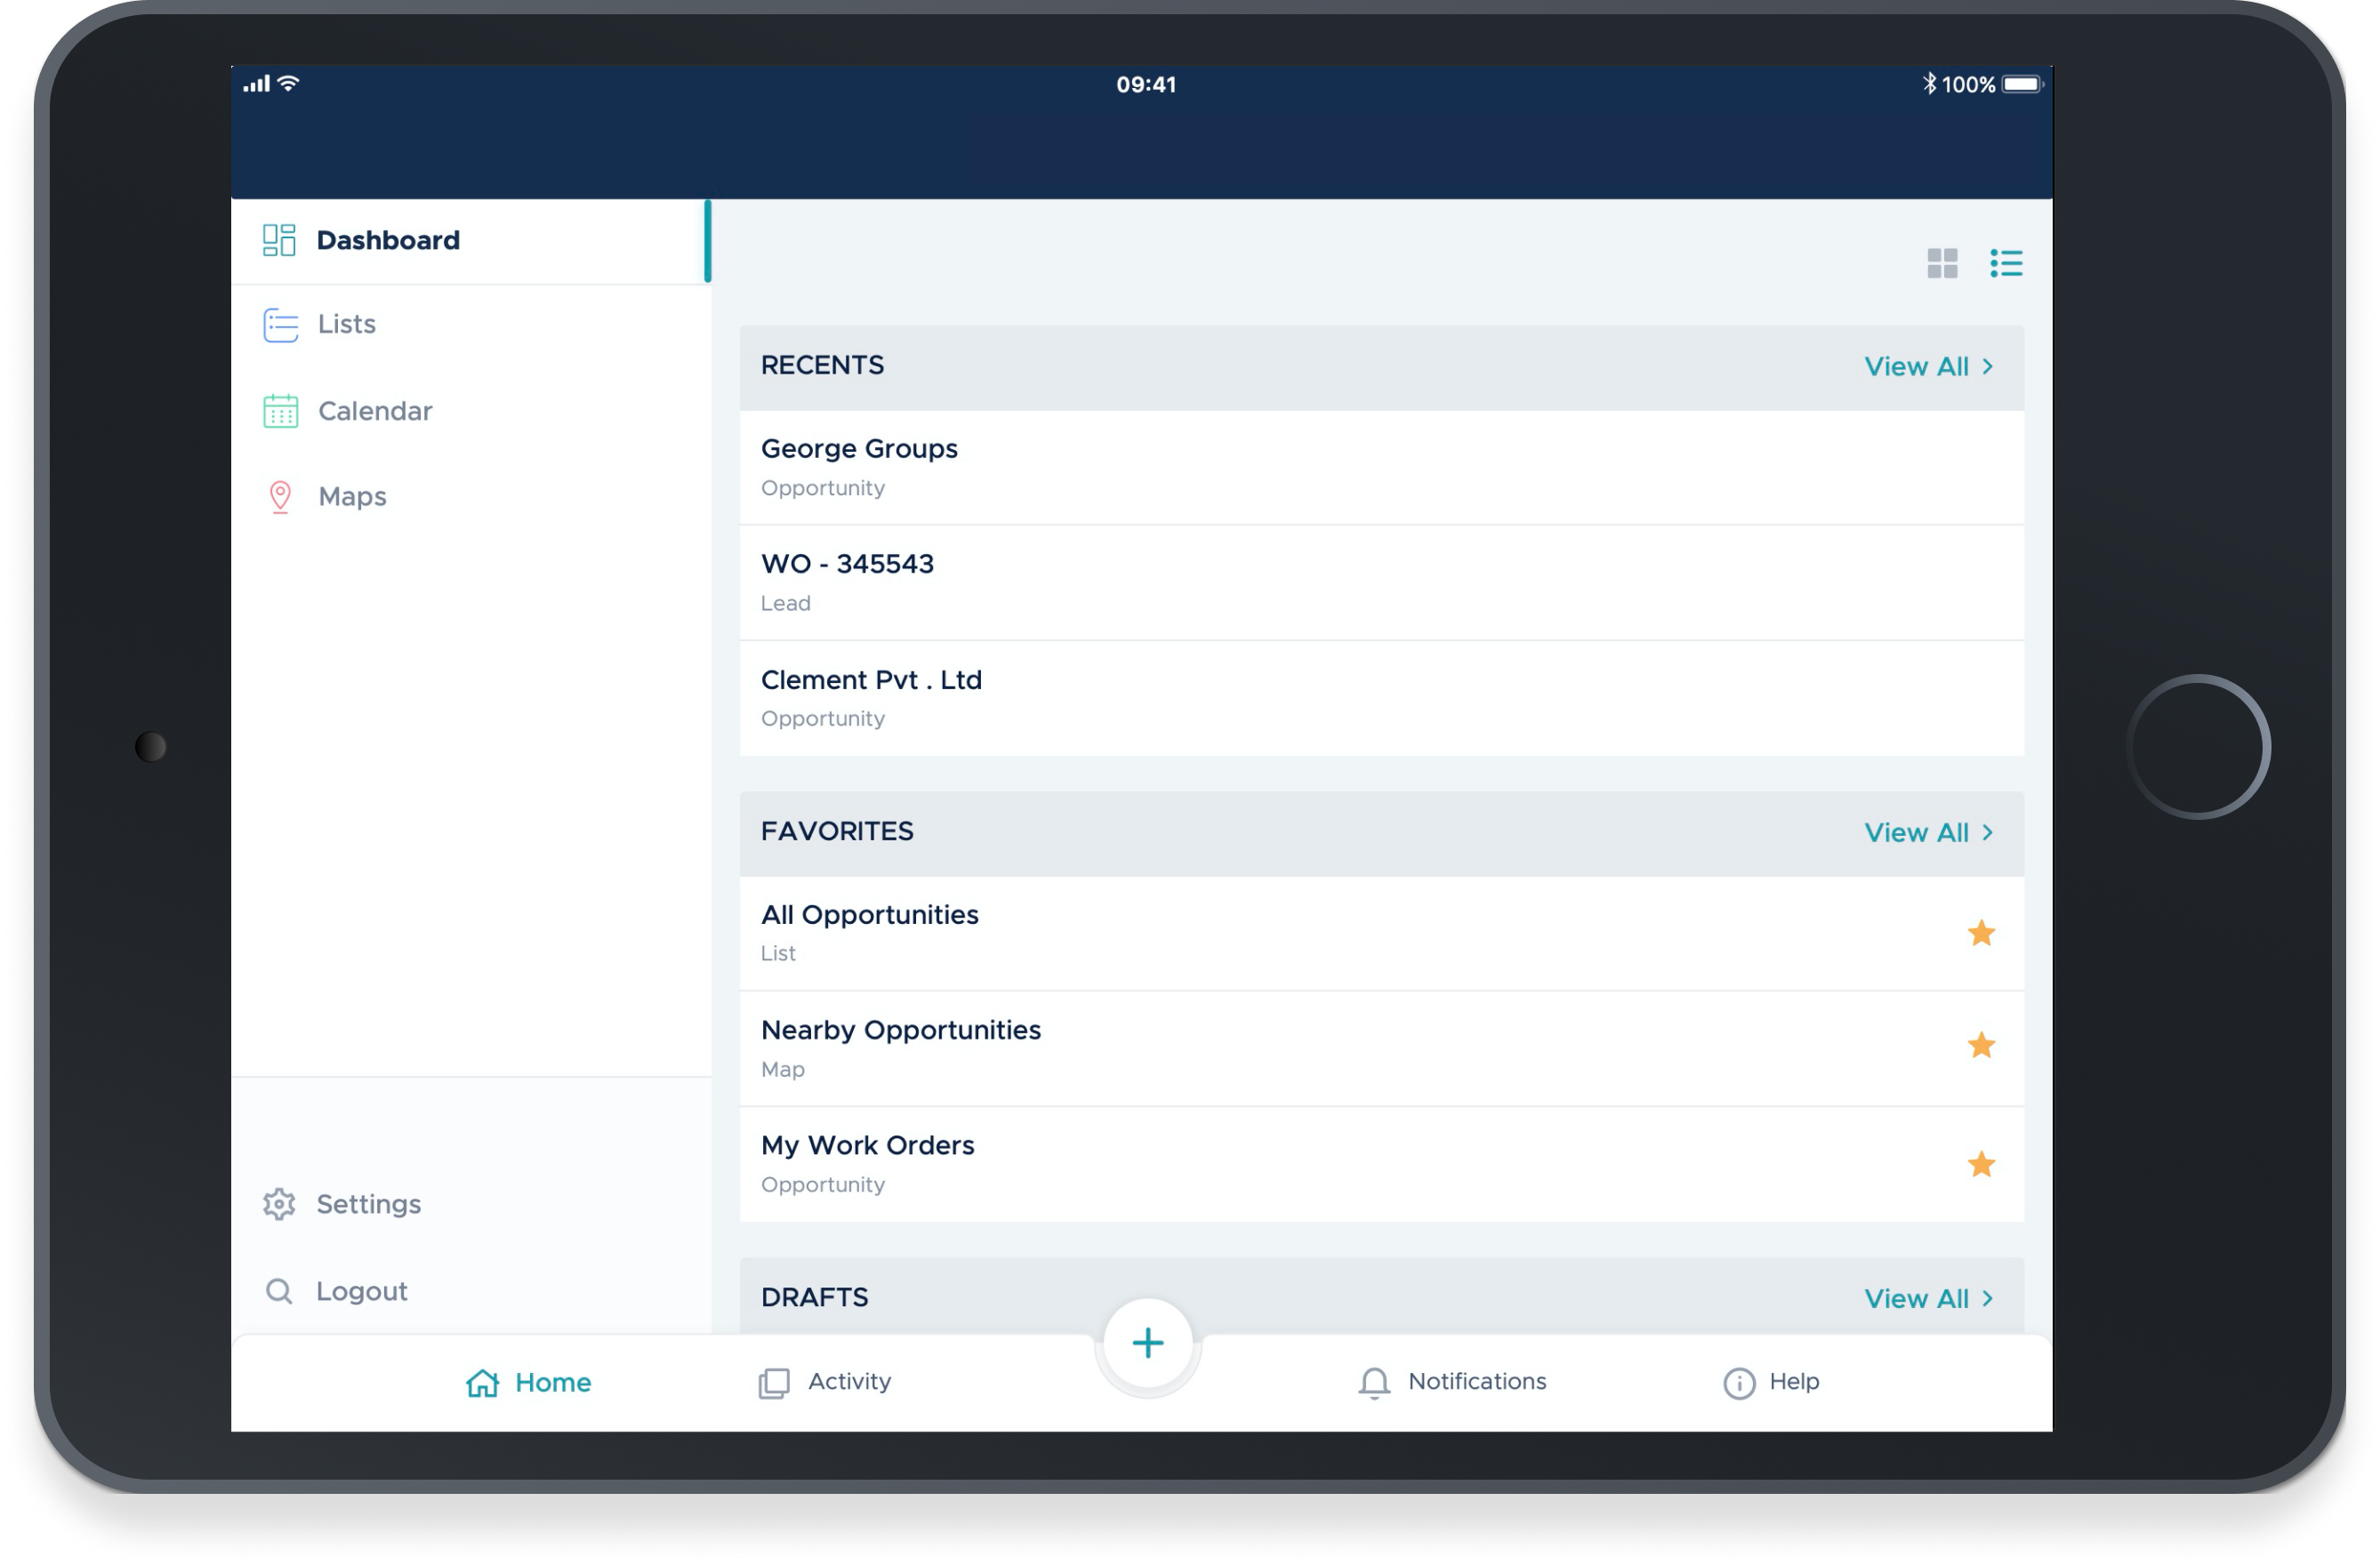 09:41
100%
Dashboard
Lists
Calendar
Maps
Settings
Logout
RECENTS
View All
George Groups
Opportunity
WO - 345543
Lead
Clement Pvt . Ltd
Opportunity
FAVORITES
View All
All Opportunities
List
Nearby Opportunities
Map
My Work Orders
Opportunity
DRAFTS
View All
Home
Activity
Notifications
Help